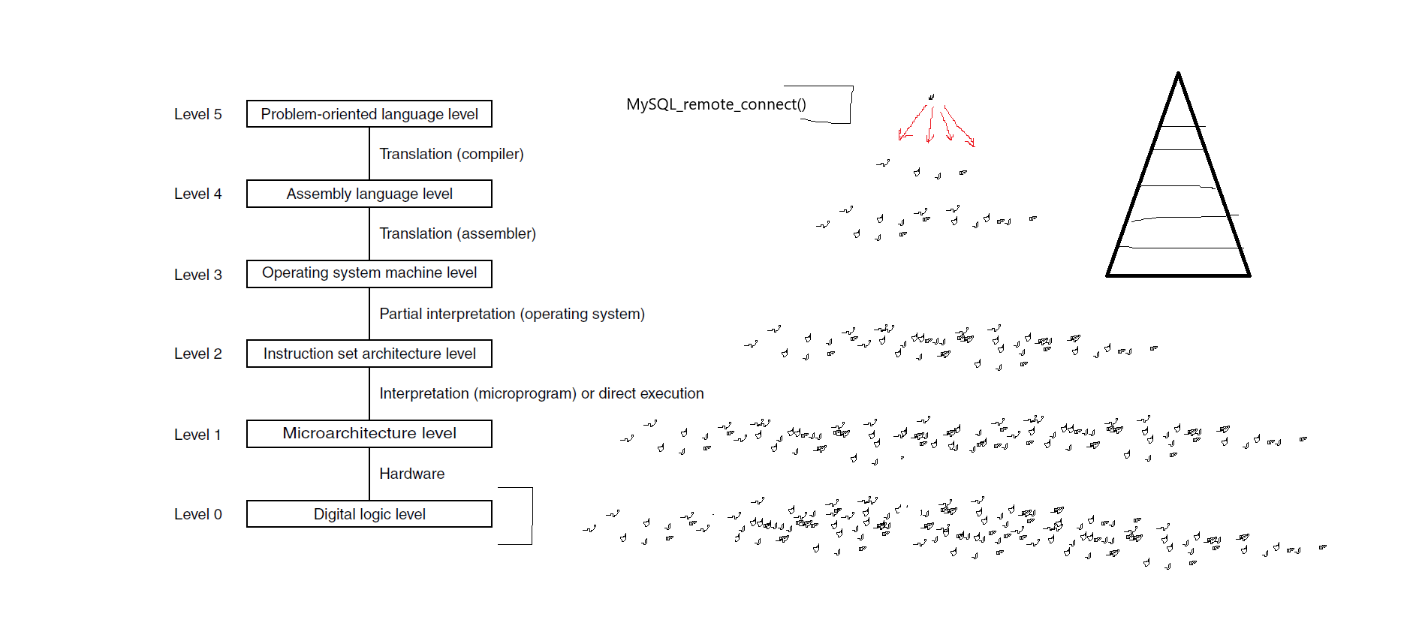 Level 5
Problem-oriented language level
MySQL_remote_connect()
Translation (compiler)
Level 4
Assembly language level
Translation (assembler)
Level 3
Operating system machine level
Partial interpretation (operating system)
Level 2
Instruction set architecture level
Interpretation (microprogram) or direct execution
Level 1
Microarchitecture level
Hardware
Level 0
Digital logic level